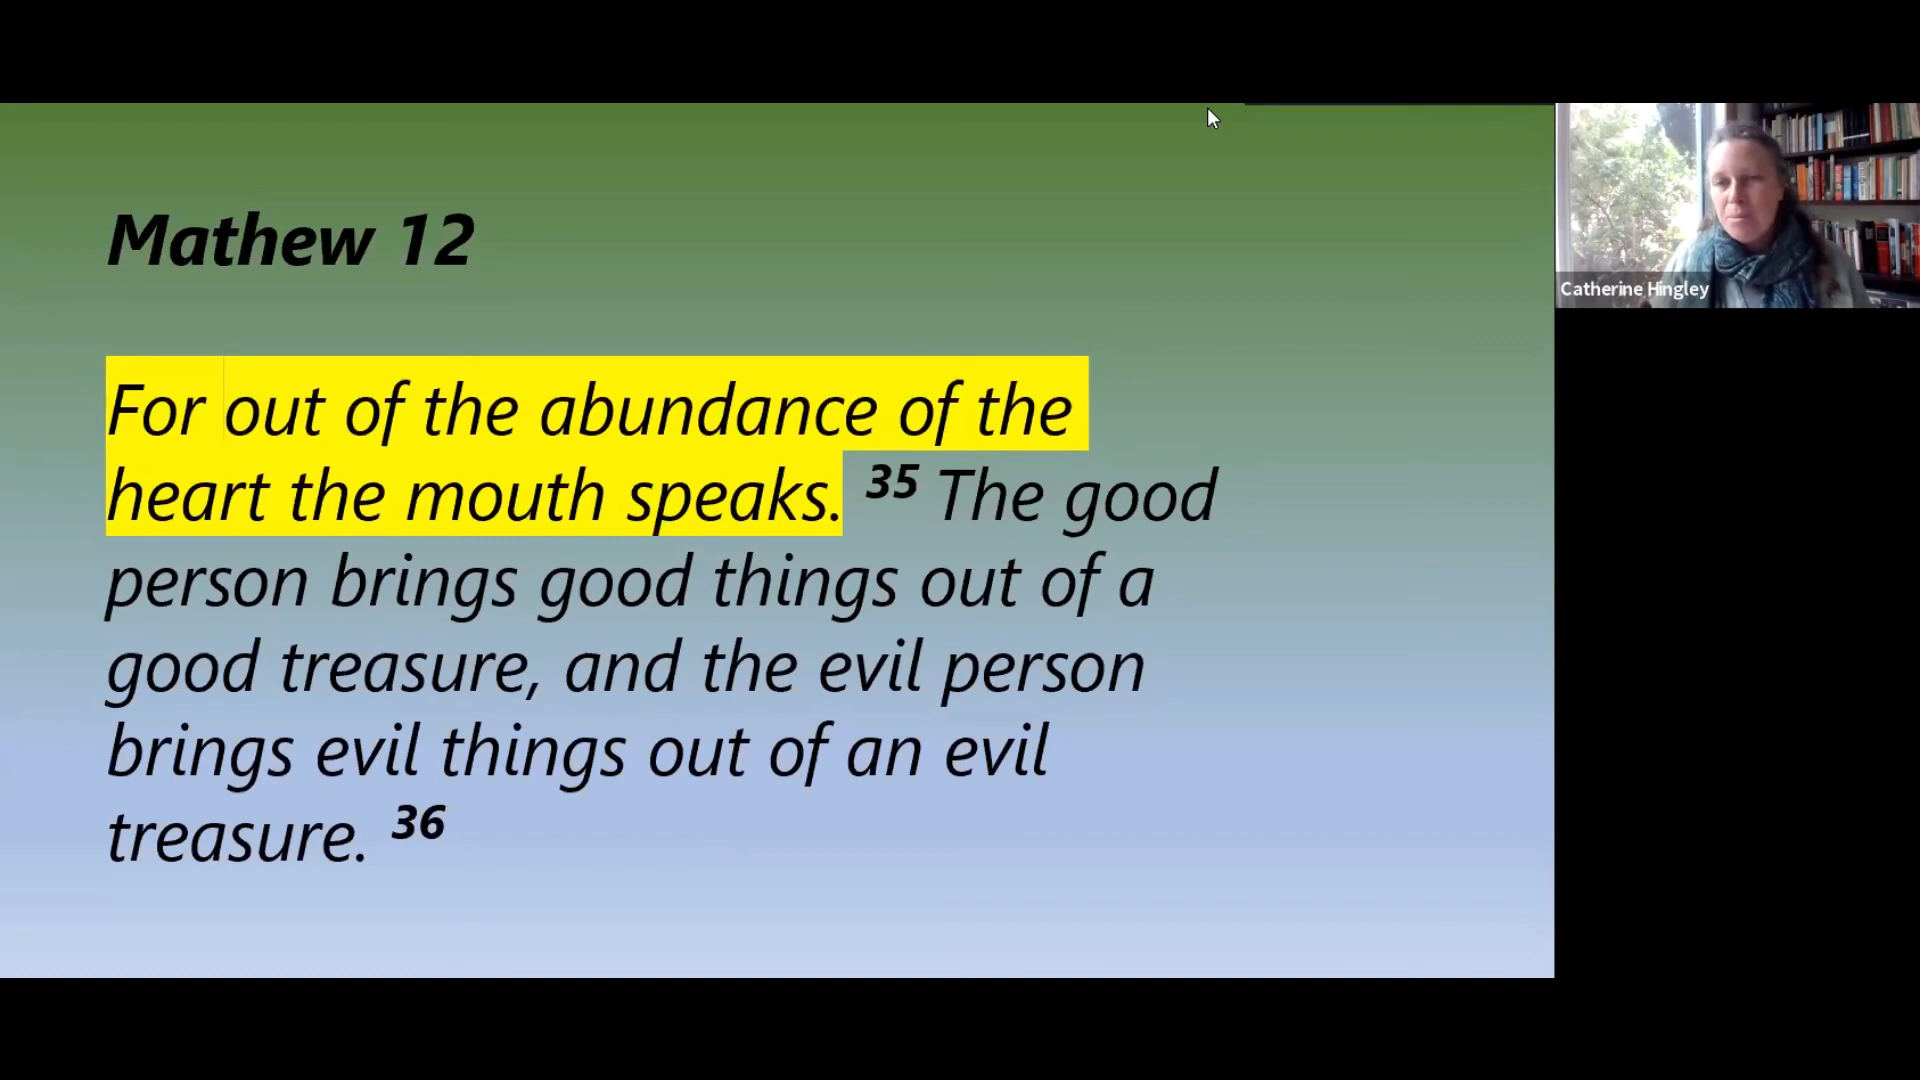 Mathew 12
For out of the abundance of the
heart the mouth speaks. 35 The good
person brings good things out of a
good treasure, and the evil person
brings evil things out of an evil
treasure. 36
Catherine Hingley